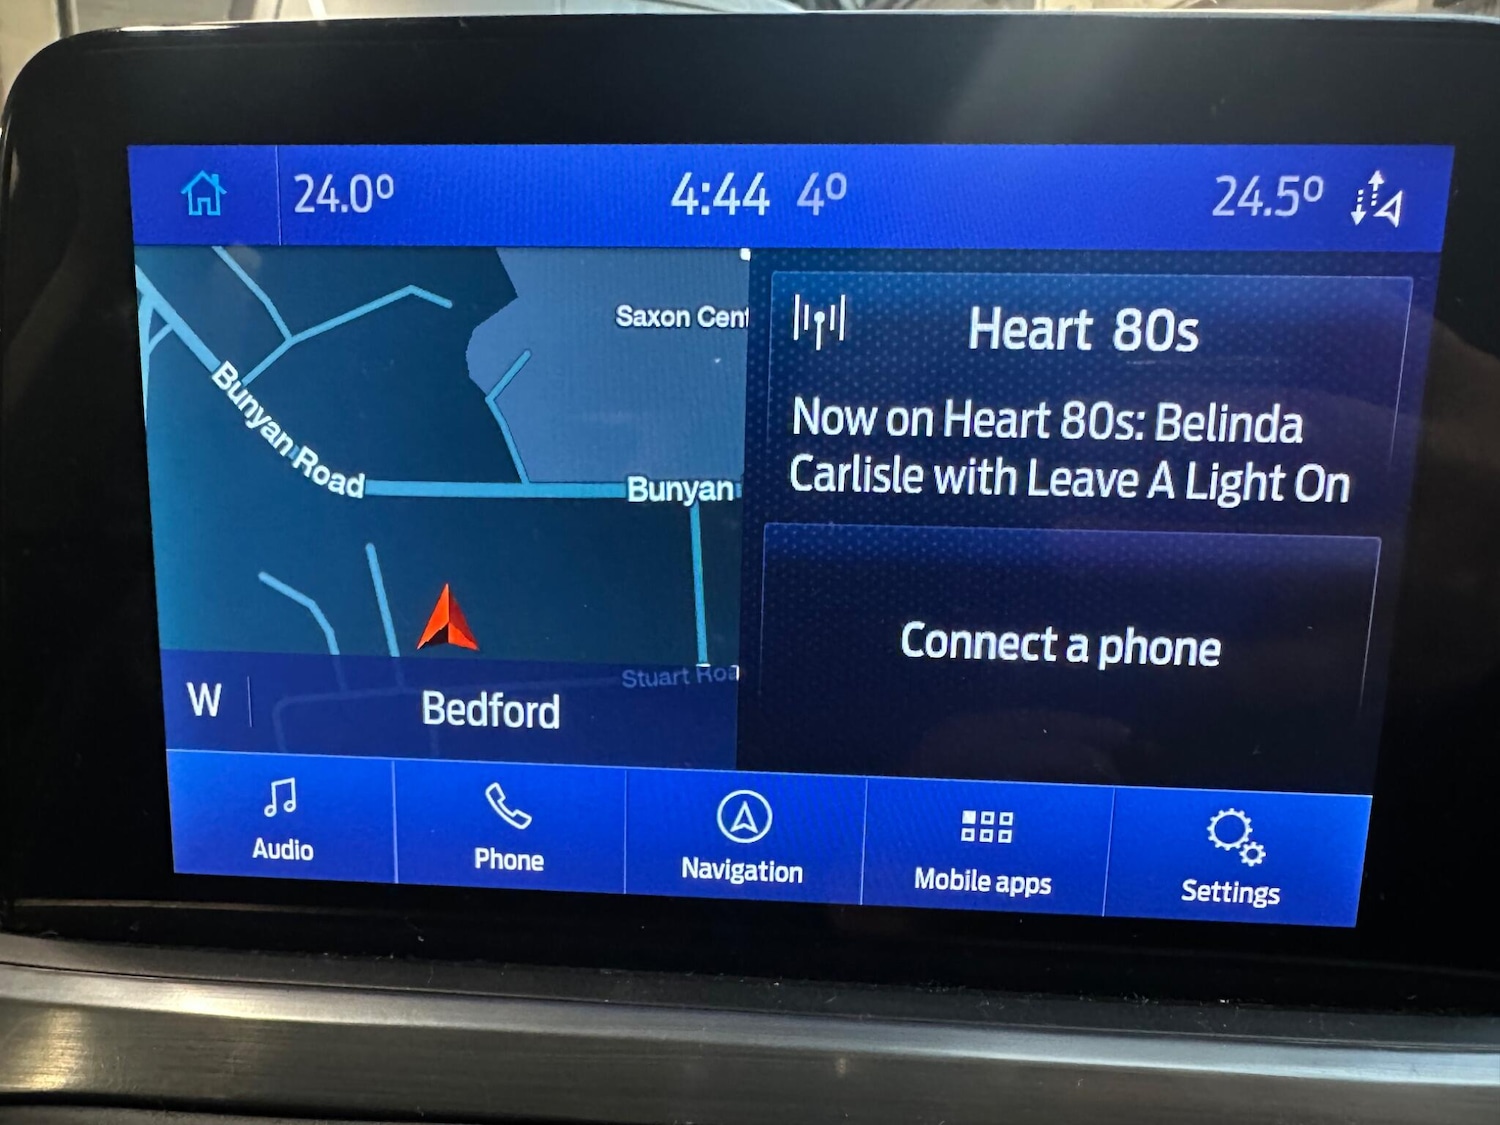 24.0º
4:44 4º
24.5º
Saxon Cent
Bunyan Road
Bunyan
Stuart Roa
W
Bedford
Heart 80s
Now on Heart 80s: Belinda
Carlisle with Leave A Light On
Connect a phone
Audio
Phone
Navigation
Mobile apps
Settings